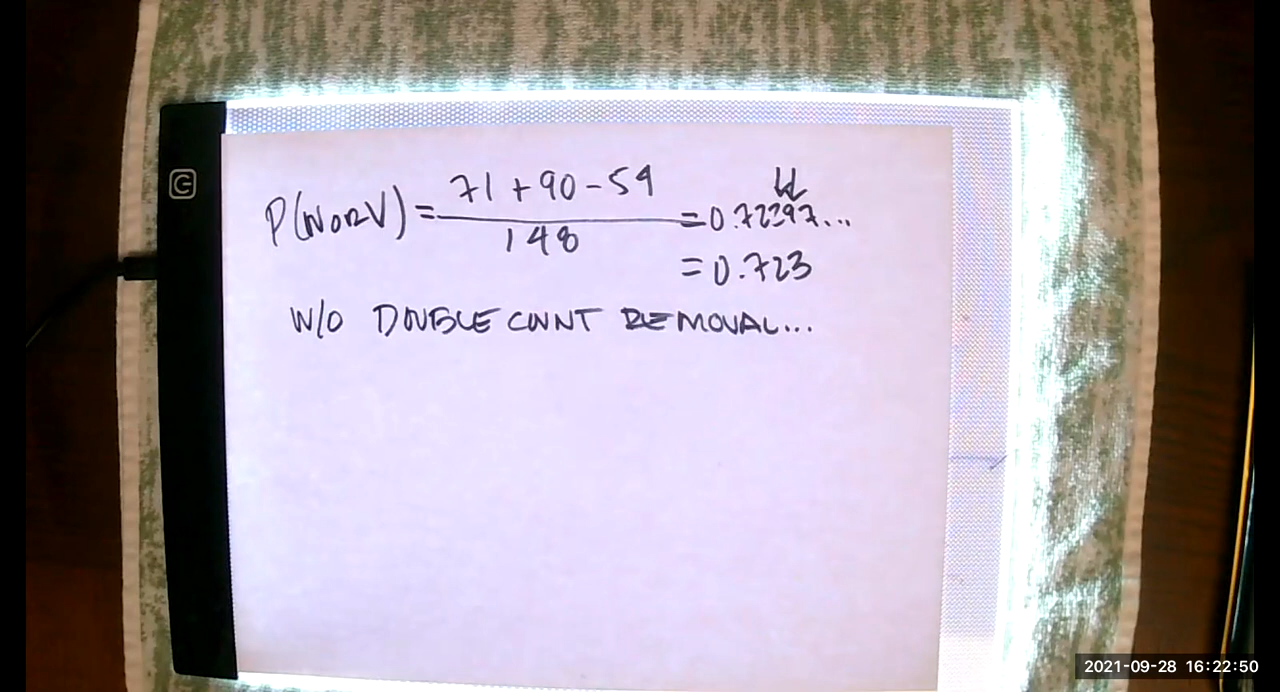 P(N OR V) = 71 + 90 - 54
148
= 0.72297...
= 0.723
W/O DOUBLE COUNT REMOVAL...
2021-09-28 16:22:50